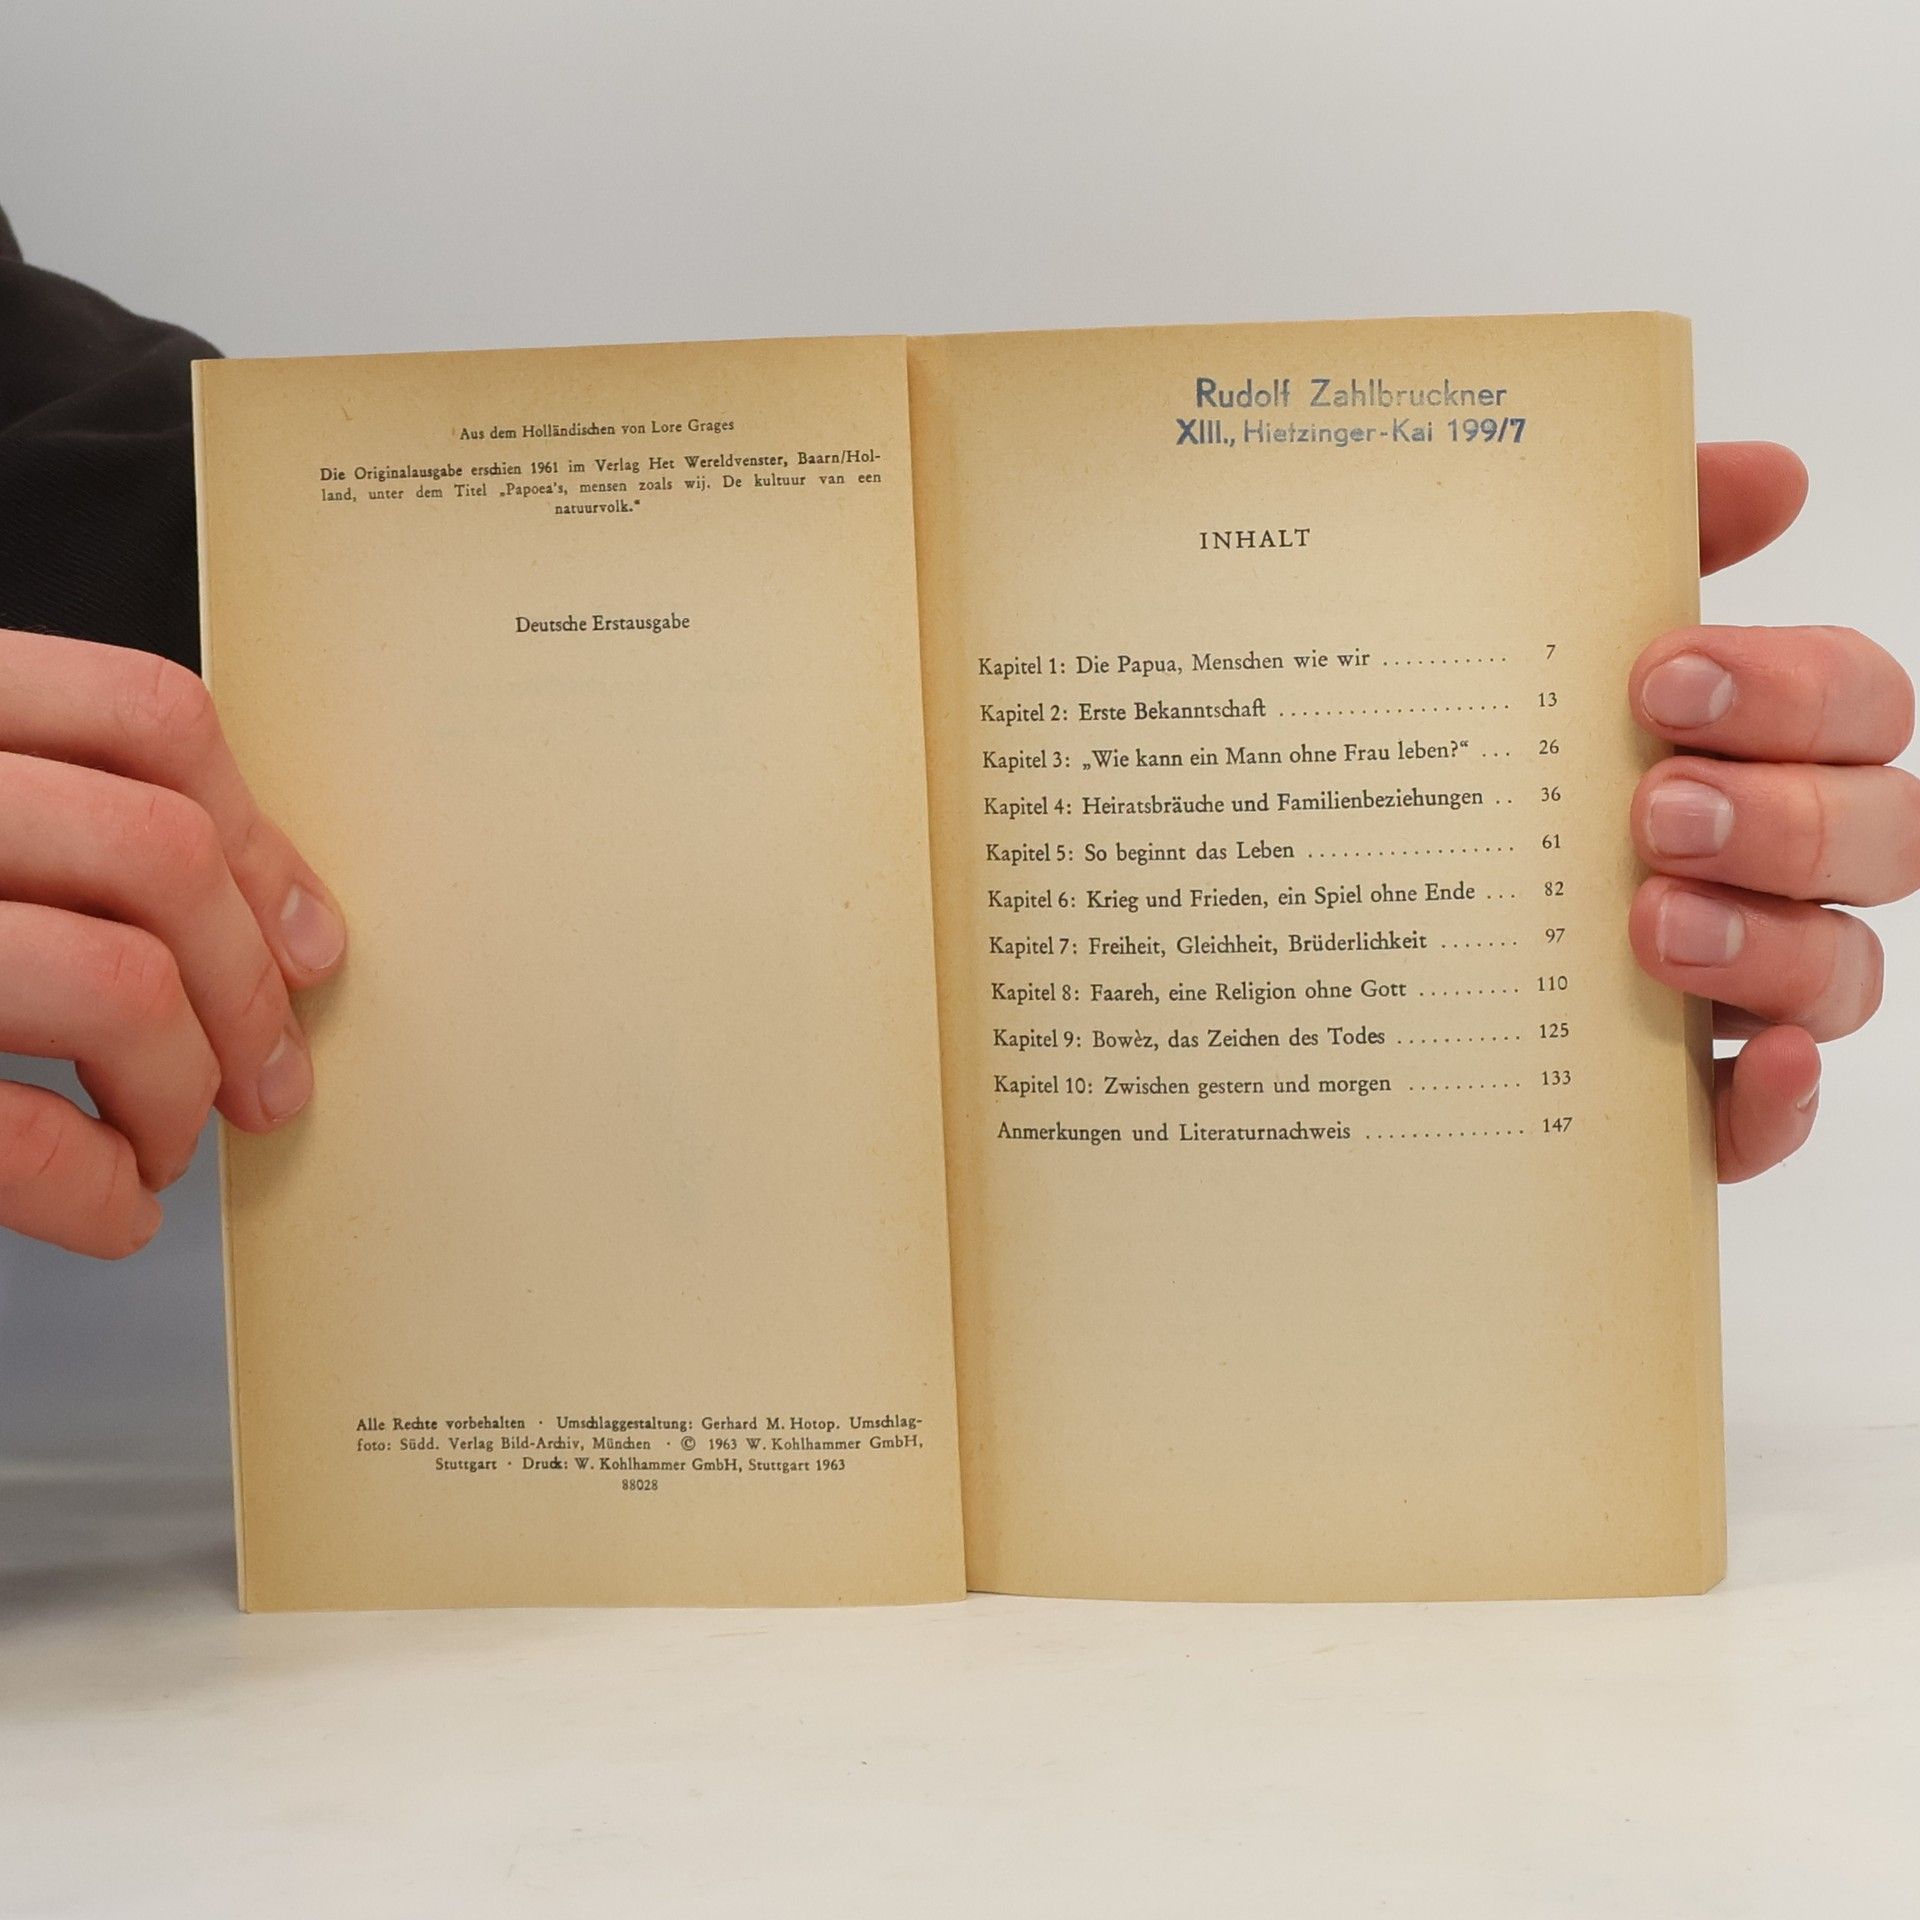 Aus dem Holländischen von Lore Grages
Die Originalausgabe erschien 1961 im Verlag Het Wereldvenster, Baarn/Hol-
land, unter dem Titel „Papoea's, mensen zoals wij. De kultuur van een
natuurvolk.“
Deutsche Erstausgabe
Alle Rechte vorbehalten · Umschlaggestaltung: Gerhard M. Hotop. Umschlag-
foto: Südd. Verlag Bild-Archiv, München · © 1963 W. Kohlhammer GmbH,
Stuttgart · Druck: W. Kohlhammer GmbH, Stuttgart 1963
88028
Rudolf Zahlbruckner
XIII., Hietzinger-Kai 199/7
INHALT
Kapitel 1: Die Papua, Menschen wie wir ........... 7
Kapitel 2: Erste Bekanntschaft .................... 13
Kapitel 3: „Wie kann ein Mann ohne Frau leben?“ ... 26
Kapitel 4: Heiratsbräuche und Familienbeziehungen .. 36
Kapitel 5: So beginnt das Leben .................. 61
Kapitel 6: Krieg und Frieden, ein Spiel ohne Ende ... 82
Kapitel 7: Freiheit, Gleichheit, Brüderlichkeit ....... 97
Kapitel 8: Faareh, eine Religion ohne Gott ......... 110
Kapitel 9: Bowèz, das Zeichen des Todes ........... 125
Kapitel 10: Zwischen gestern und morgen .......... 133
Anmerkungen und Literaturnachweis .............. 147